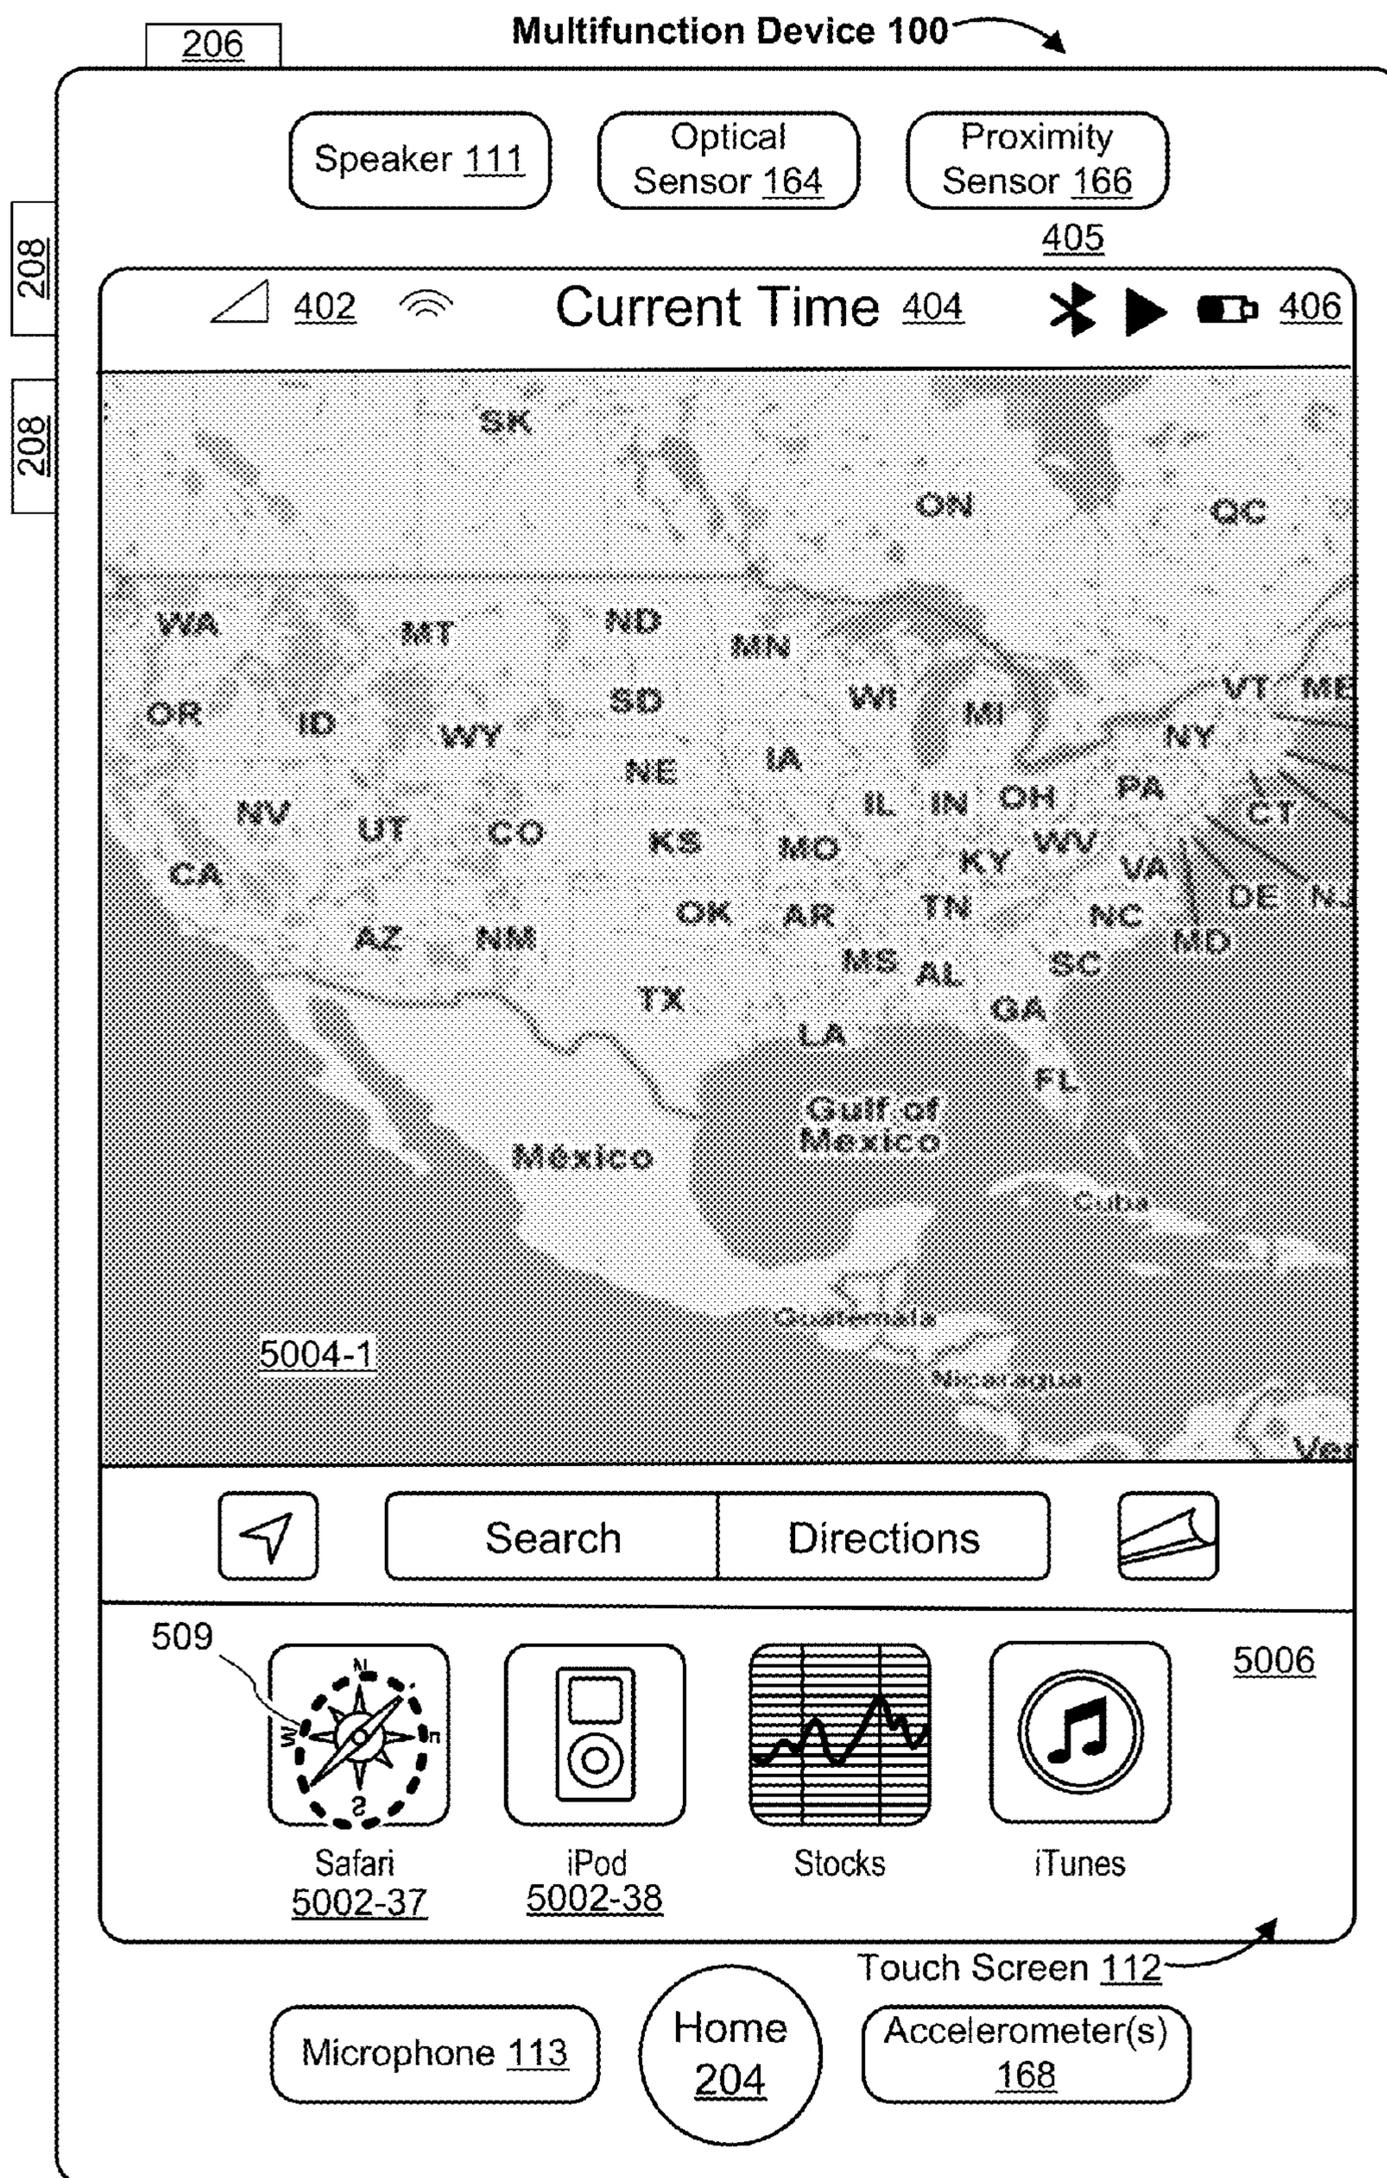 Multifunction Device 100
206
Speaker 111
Optical
Sensor 164
Proximity
Sensor 166
405
208
208
402
Current Time 404
406
SK
ON
QC
WA
MT
ND
MN
OR
ID
WY
SD
WI
MI
VT
ME
NY
NE
IA
PA
NV
UT
CO
KS
MO
IL
IN
OH
CT
CA
KY
WV
VA
AZ
NM
OK
AR
TN
NC
DE
NJ
MD
MS
AL
SC
TX
GA
LA
FL
Gulf of
Mexico
México
Cuba
Guatemala
Nicaragua
5004-1
Search
Directions
509
5006
N
W
E
S
Safari
5002-37
iPod
5002-38
Stocks
iTunes
Touch Screen 112
Microphone 113
Home
204
Accelerometer(s)
168